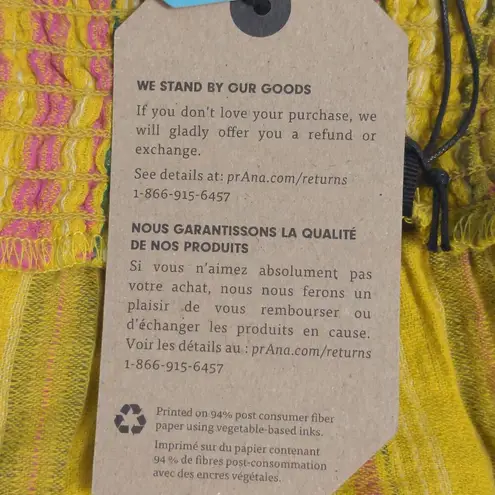 WE STAND BY OUR GOODS
If you don't love your purchase, we
will gladly offer you a refund or
exchange.
See details at: prAna.com/returns
1-866-915-6457
NOUS GARANTISSONS LA QUALITÉ
DE NOS PRODUITS
Si vous n'aimez absolument pas
votre achat, nous nous ferons un
plaisir de vous rembourser ou
d'échanger les produits en cause.
Voir les détails au : prAna.com/returns
1-866-915-6457
Printed on 94% post consumer fiber
paper using vegetable-based inks.
Imprimé sur du papier contenant
94 % de fibres post-consommation
avec des encres végétales.